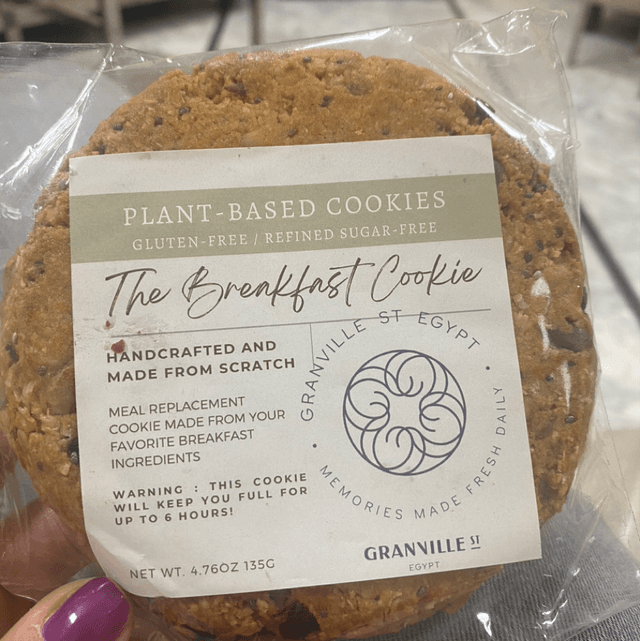 PLANT-BASED COOKIES
GLUTEN-FREE / REFINED SUGAR-FREE
The Breakfast Cookie
HANDCRAFTED AND
MADE FROM SCRATCH
MEAL REPLACEMENT
COOKIE MADE FROM YOUR
FAVORITE BREAKFAST
INGREDIENTS
WARNING : THIS COOKIE
WILL KEEP YOU FULL FOR
UP TO 6 HOURS!
NET WT. 4.76OZ 135G
GRANVILLE ST EGYPT
• MEMORIES MADE FRESH DAILY •
GRANVILLE ST
EGYPT